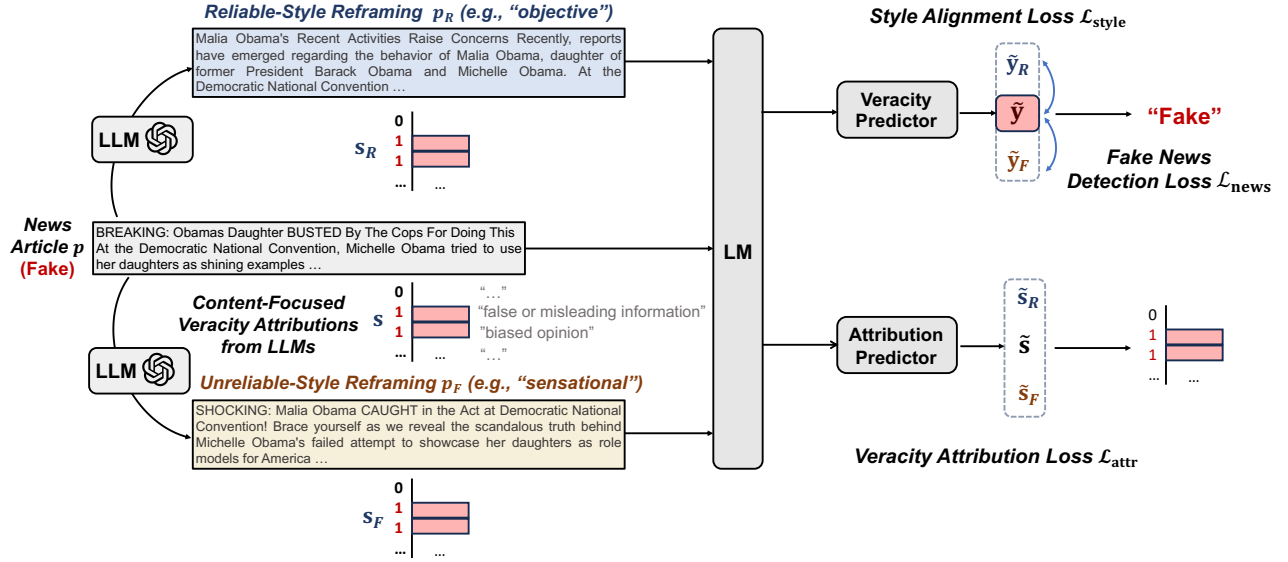 Reliable-Style Reframing p_R (e.g., “objective”)
Malia Obama's Recent Activities Raise Concerns Recently, reports
have emerged regarding the behavior of Malia Obama, daughter of
former President Barack Obama and Michelle Obama. At the
Democratic National Convention ...
LLM
s_R
0
1
1
...
...
News
Article p
(Fake)
BREAKING: Obamas Daughter BUSTED By The Cops For Doing This
At the Democratic National Convention, Michelle Obama tried to use
her daughters as shining examples ...
Content-Focused
Veracity Attributions
from LLMs
s
0
1
1
...
...
“...”
“false or misleading information”
”biased opinion”
“...”
LLM
Unreliable-Style Reframing p_F (e.g., “sensational”)
SHOCKING: Malia Obama CAUGHT in the Act at Democratic National
Convention! Brace yourself as we reveal the scandalous truth behind
Michelle Obama's failed attempt to showcase her daughters as role
models for America ...
s_F
0
1
1
...
...
LM
Style Alignment Loss ℒ_style
Veracity
Predictor
ỹ_R
ỹ
ỹ_F
“Fake”
Fake News
Detection Loss ℒ_news
Attribution
Predictor
s̃_R
s̃
s̃_F
0
1
1
...
...
Veracity Attribution Loss ℒ_attr